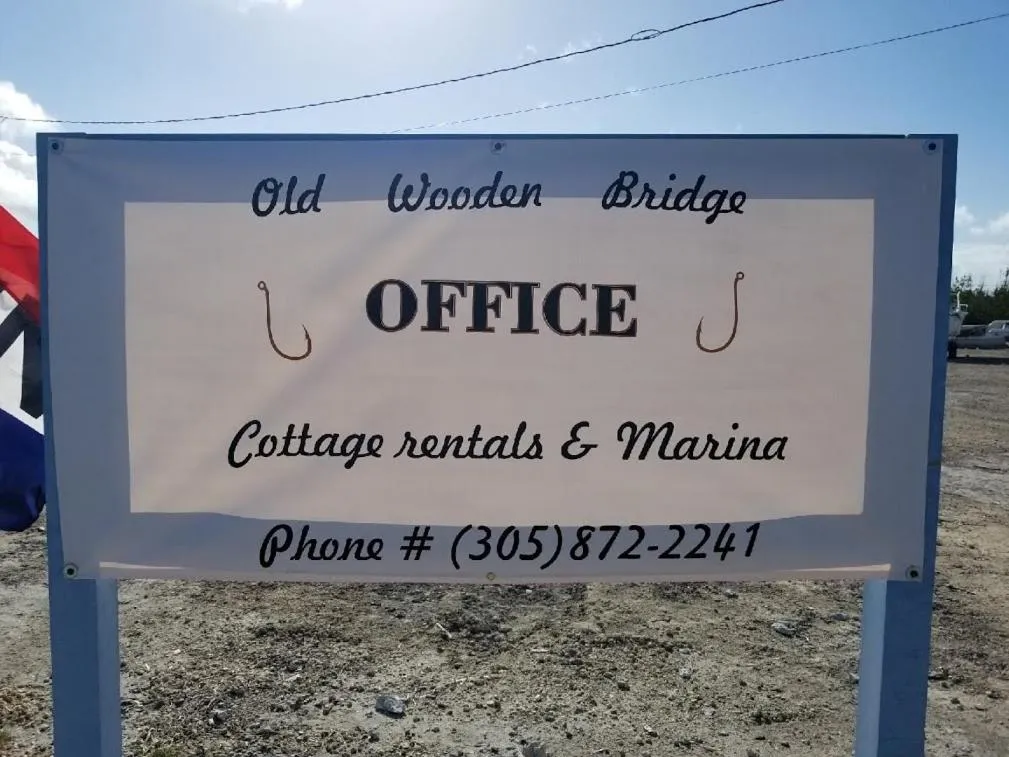 Old Wooden Bridge
OFFICE
Cottage rentals & Marina
Phone # (305)872-2241